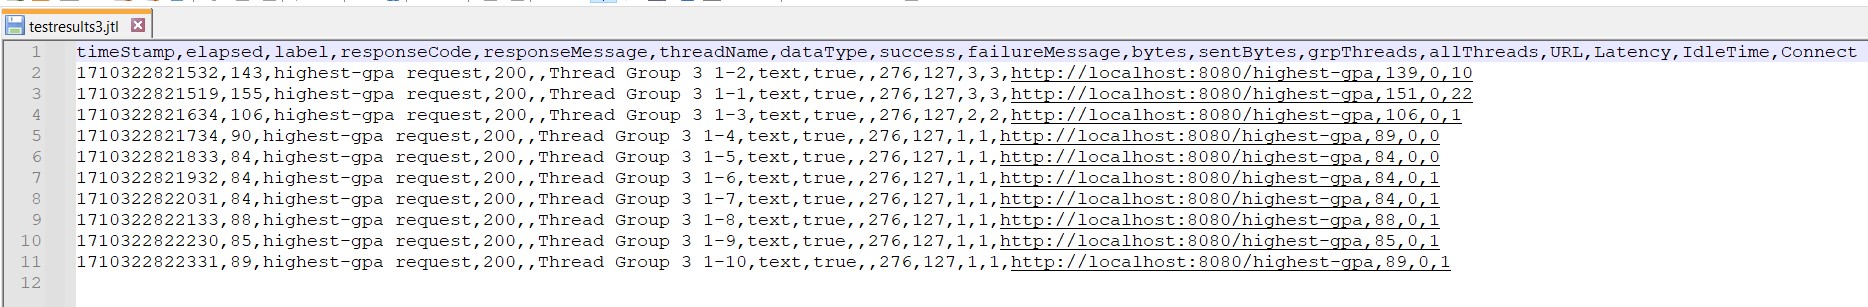 testresults3.jtl
1 timeStamp,elapsed,label,responseCode,responseMessage,threadName,dataType,success,failureMessage,bytes,sentBytes,grpThreads,allThreads,URL,Latency,IdleTime,Connect
2 1710322821532,143,highest-gpa request,200,,Thread Group 3 1-2,text,true,,276,127,3,3,http://localhost:8080/highest-gpa,139,0,10
3 1710322821519,155,highest-gpa request,200,,Thread Group 3 1-1,text,true,,276,127,3,3,http://localhost:8080/highest-gpa,151,0,22
4 1710322821634,106,highest-gpa request,200,,Thread Group 3 1-3,text,true,,276,127,2,2,http://localhost:8080/highest-gpa,106,0,1
5 1710322821734,90,highest-gpa request,200,,Thread Group 3 1-4,text,true,,276,127,1,1,http://localhost:8080/highest-gpa,89,0,0
6 1710322821833,84,highest-gpa request,200,,Thread Group 3 1-5,text,true,,276,127,1,1,http://localhost:8080/highest-gpa,84,0,0
7 1710322821932,84,highest-gpa request,200,,Thread Group 3 1-6,text,true,,276,127,1,1,http://localhost:8080/highest-gpa,84,0,1
8 1710322822031,84,highest-gpa request,200,,Thread Group 3 1-7,text,true,,276,127,1,1,http://localhost:8080/highest-gpa,84,0,1
9 1710322822133,88,highest-gpa request,200,,Thread Group 3 1-8,text,true,,276,127,1,1,http://localhost:8080/highest-gpa,88,0,1
10 1710322822230,85,highest-gpa request,200,,Thread Group 3 1-9,text,true,,276,127,1,1,http://localhost:8080/highest-gpa,85,0,1
11 1710322822331,89,highest-gpa request,200,,Thread Group 3 1-10,text,true,,276,127,1,1,http://localhost:8080/highest-gpa,89,0,1
12